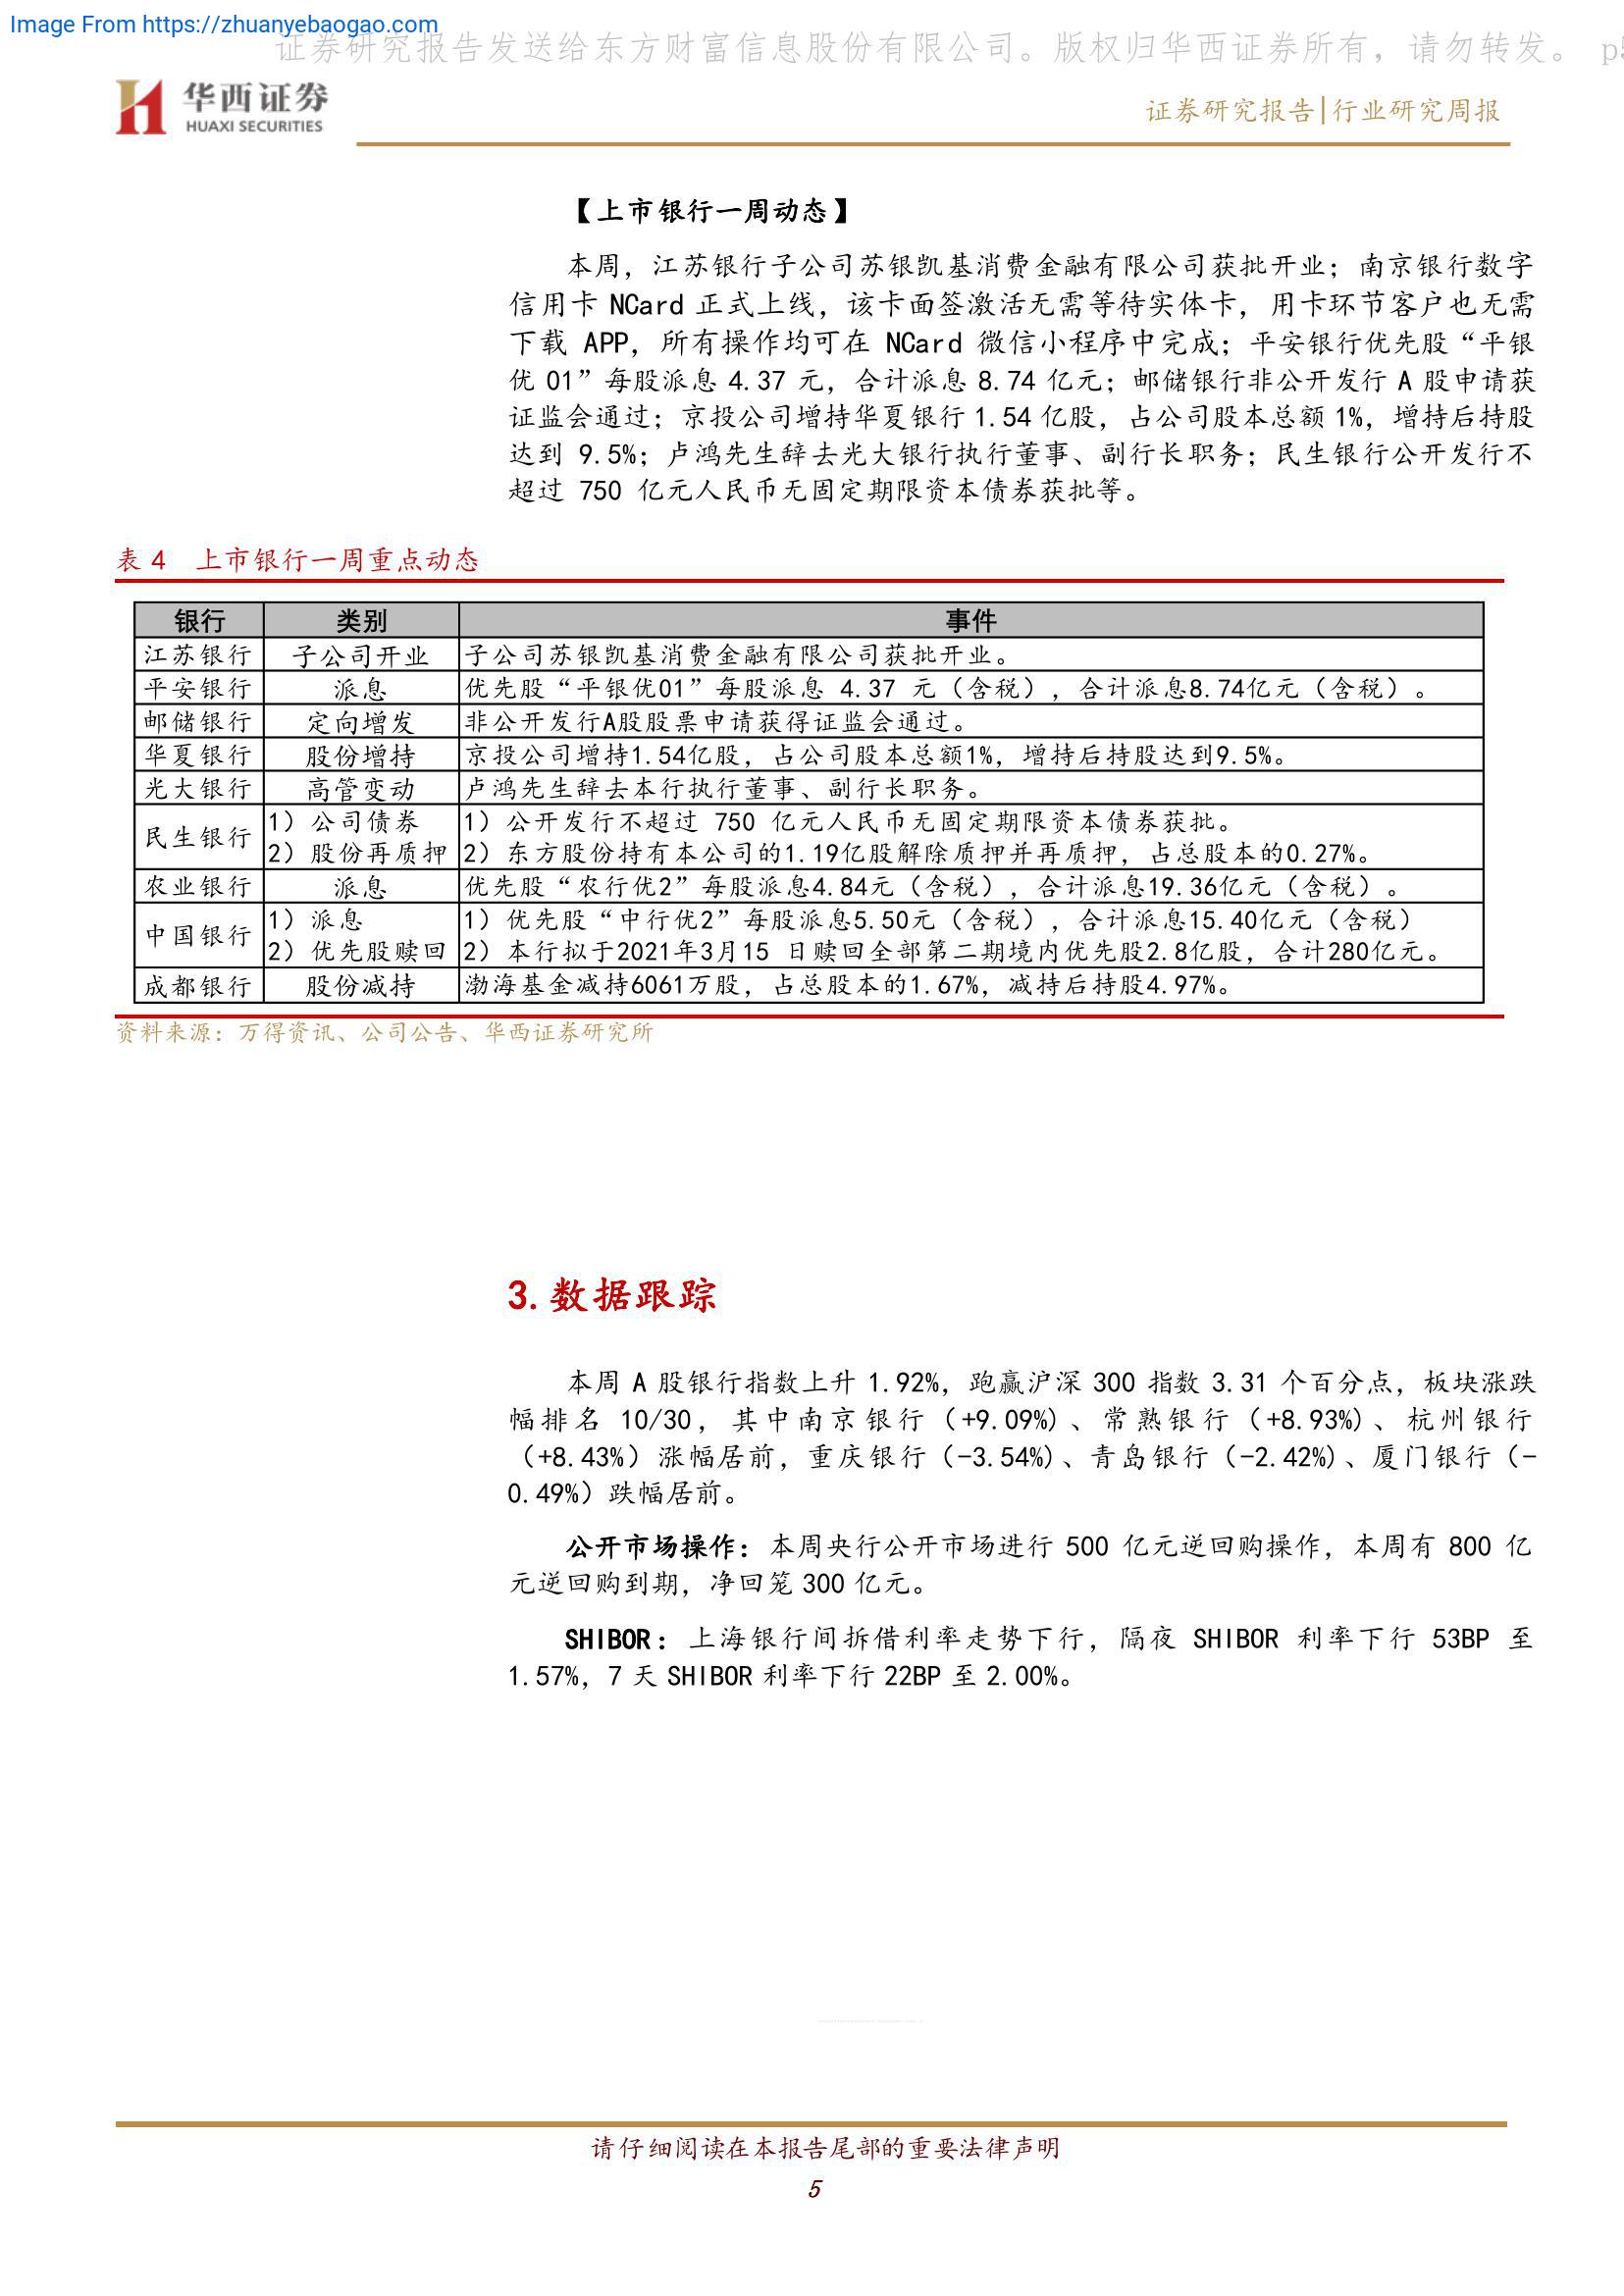 Image From https://zhuanyebaogao.com
证券研究报告发送给东方财富信息股份有限公司。版权归华西证券所有，请勿转发。 p5
华西证券
HUAXI SECURITIES
证券研究报告|行业研究周报
【上市银行一周动态】
本周，江苏银行子公司苏银凯基消费金融有限公司获批开业；南京银行数字
信用卡 NCard 正式上线，该卡面签激活无需等待实体卡，用卡环节客户也无需
下载 APP，所有操作均可在 NCard 微信小程序中完成；平安银行优先股“平银
优 01”每股派息 4.37 元，合计派息 8.74 亿元；邮储银行非公开发行 A 股申请获
证监会通过；京投公司增持华夏银行 1.54 亿股，占公司股本总额 1%，增持后持股
达到 9.5%；卢鸿先生辞去光大银行执行董事、副行长职务；民生银行公开发行不
超过 750 亿元人民币无固定期限资本债券获批等。
表 4 上市银行一周重点动态
银行 类别 事件
江苏银行 子公司开业 子公司苏银凯基消费金融有限公司获批开业。
平安银行 派息 优先股“平银优01”每股派息 4.37 元（含税），合计派息8.74亿元（含税）。
邮储银行 定向增发 非公开发行A股股票申请获得证监会通过。
华夏银行 股份增持 京投公司增持1.54亿股，占公司股本总额1%，增持后持股达到9.5%。
光大银行 高管变动 卢鸿先生辞去本行执行董事、副行长职务。
民生银行 1）公司债券 1）公开发行不超过 750 亿元人民币无固定期限资本债券获批。
2）股份再质押 2）东方股份持有本公司的1.19亿股解除质押并再质押，占总股本的0.27%。
农业银行 派息 优先股“农行优2”每股派息4.84元（含税），合计派息19.36亿元（含税）。
中国银行 1）派息 1）优先股“中行优2”每股派息5.50元（含税），合计派息15.40亿元（含税）
2）优先股赎回 2）本行拟于2021年3月15 日赎回全部第二期境内优先股2.8亿股，合计280亿元。
成都银行 股份减持 渤海基金减持6061万股，占总股本的1.67%，减持后持股4.97%。
资料来源：万得资讯、公司公告、华西证券研究所
3.数据跟踪
本周 A 股银行指数上升 1.92%，跑赢沪深 300 指数 3.31 个百分点，板块涨跌
幅排名 10/30，其中南京银行（+9.09%）、常熟银行（+8.93%）、杭州银行
（+8.43%）涨幅居前，重庆银行（-3.54%）、青岛银行（-2.42%）、厦门银行（-
0.49%）跌幅居前。
公开市场操作：本周央行公开市场进行 500 亿元逆回购操作，本周有 800 亿
元逆回购到期，净回笼 300 亿元。
SHIBOR：上海银行间拆借利率走势下行，隔夜 SHIBOR 利率下行 53BP 至
1.57%，7 天 SHIBOR 利率下行 22BP 至 2.00%。
请仔细阅读在本报告尾部的重要法律声明
5